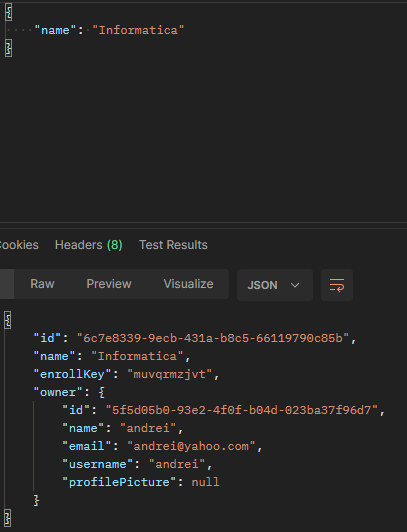 {
    "name": "Informatica"
}
Cookies Headers (8) Test Results
Raw Preview Visualize JSON
{
    "id": "6c7e8339-9ecb-431a-b8c5-66119790c85b",
    "name": "Informatica",
    "enrollKey": "muvqrmzjvt",
    "owner": {
        "id": "5f5d05b0-93e2-4f0f-b04d-023ba37f96d7",
        "name": "andrei",
        "email": "andrei@yahoo.com",
        "username": "andrei",
        "profilePicture": null
    }
}